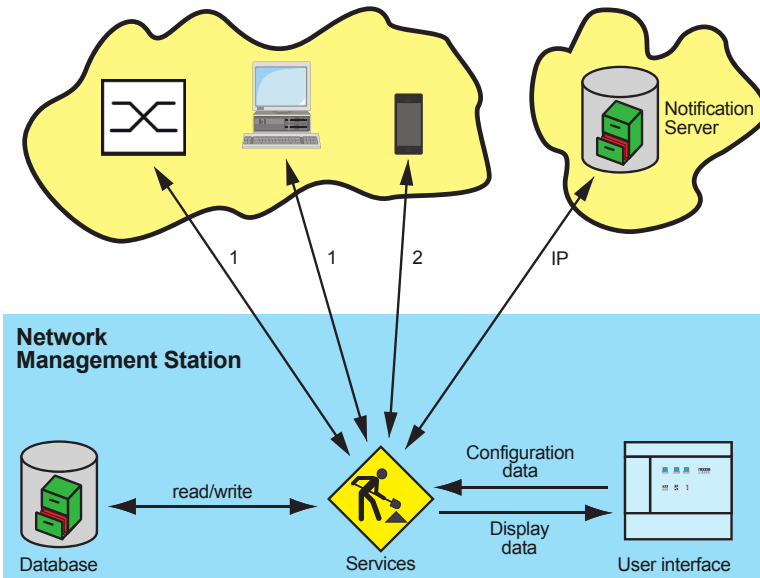 Notification
Server
1
1
2
IP
Network
Management Station
Configuration
data
read/write
Display
data
Database
Services
User interface